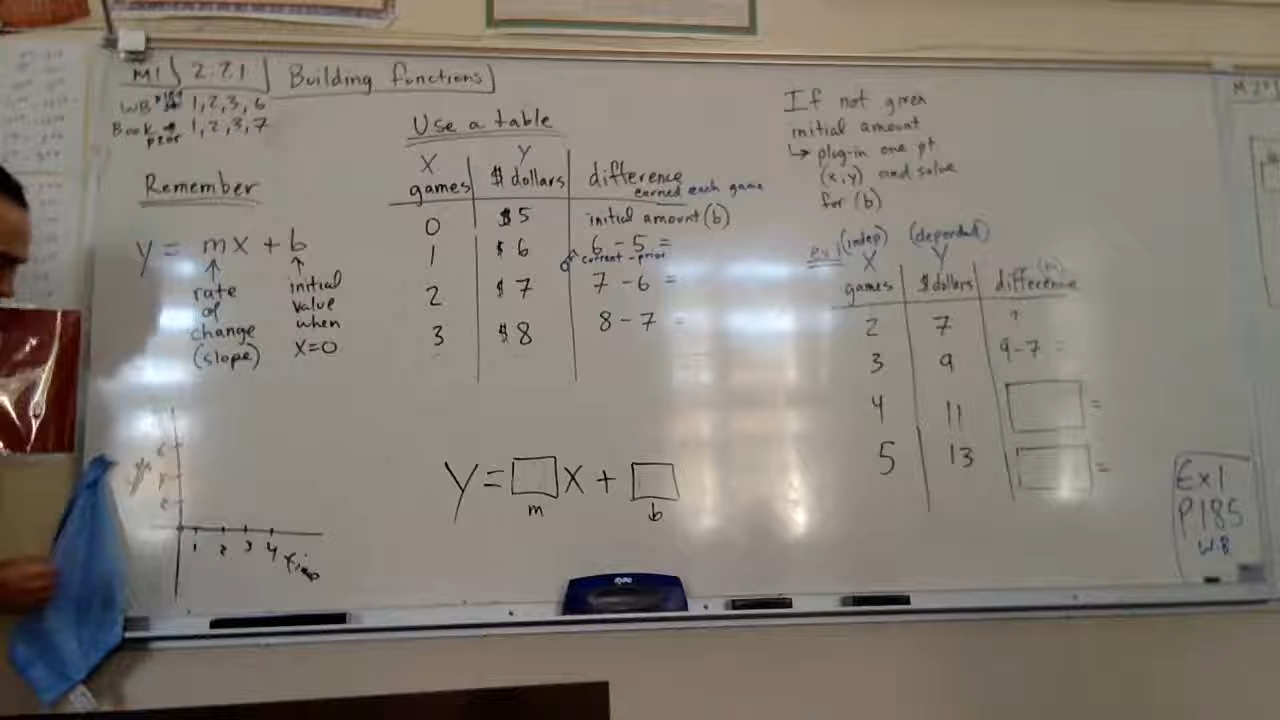 M1 2.7.1 Building functions
WB 1, 2, 3, 6
Book 1, 2, 3, 7
Remember
Y = mx + b
rate of change (slope)
initial value when X=0
1 2 3 4
Use a table
X games Y $ dollars difference earned each game
0 $5 initial amount (b)
1 $6 6 - 5 =
current - prior
2 $7 7 - 6 =
3 $8 8 - 7 =
Y = X +
m b
If not given
initial amount
↳ plug-in one pt
(x,y) and solve
for (b)
ex 1 (indep) (dependent)
X Y (m)
games $ dollars difference
2 7 ?
3 9 9-7 =
4 11 =
5 13 =
Ex 1
P185
WB
expo